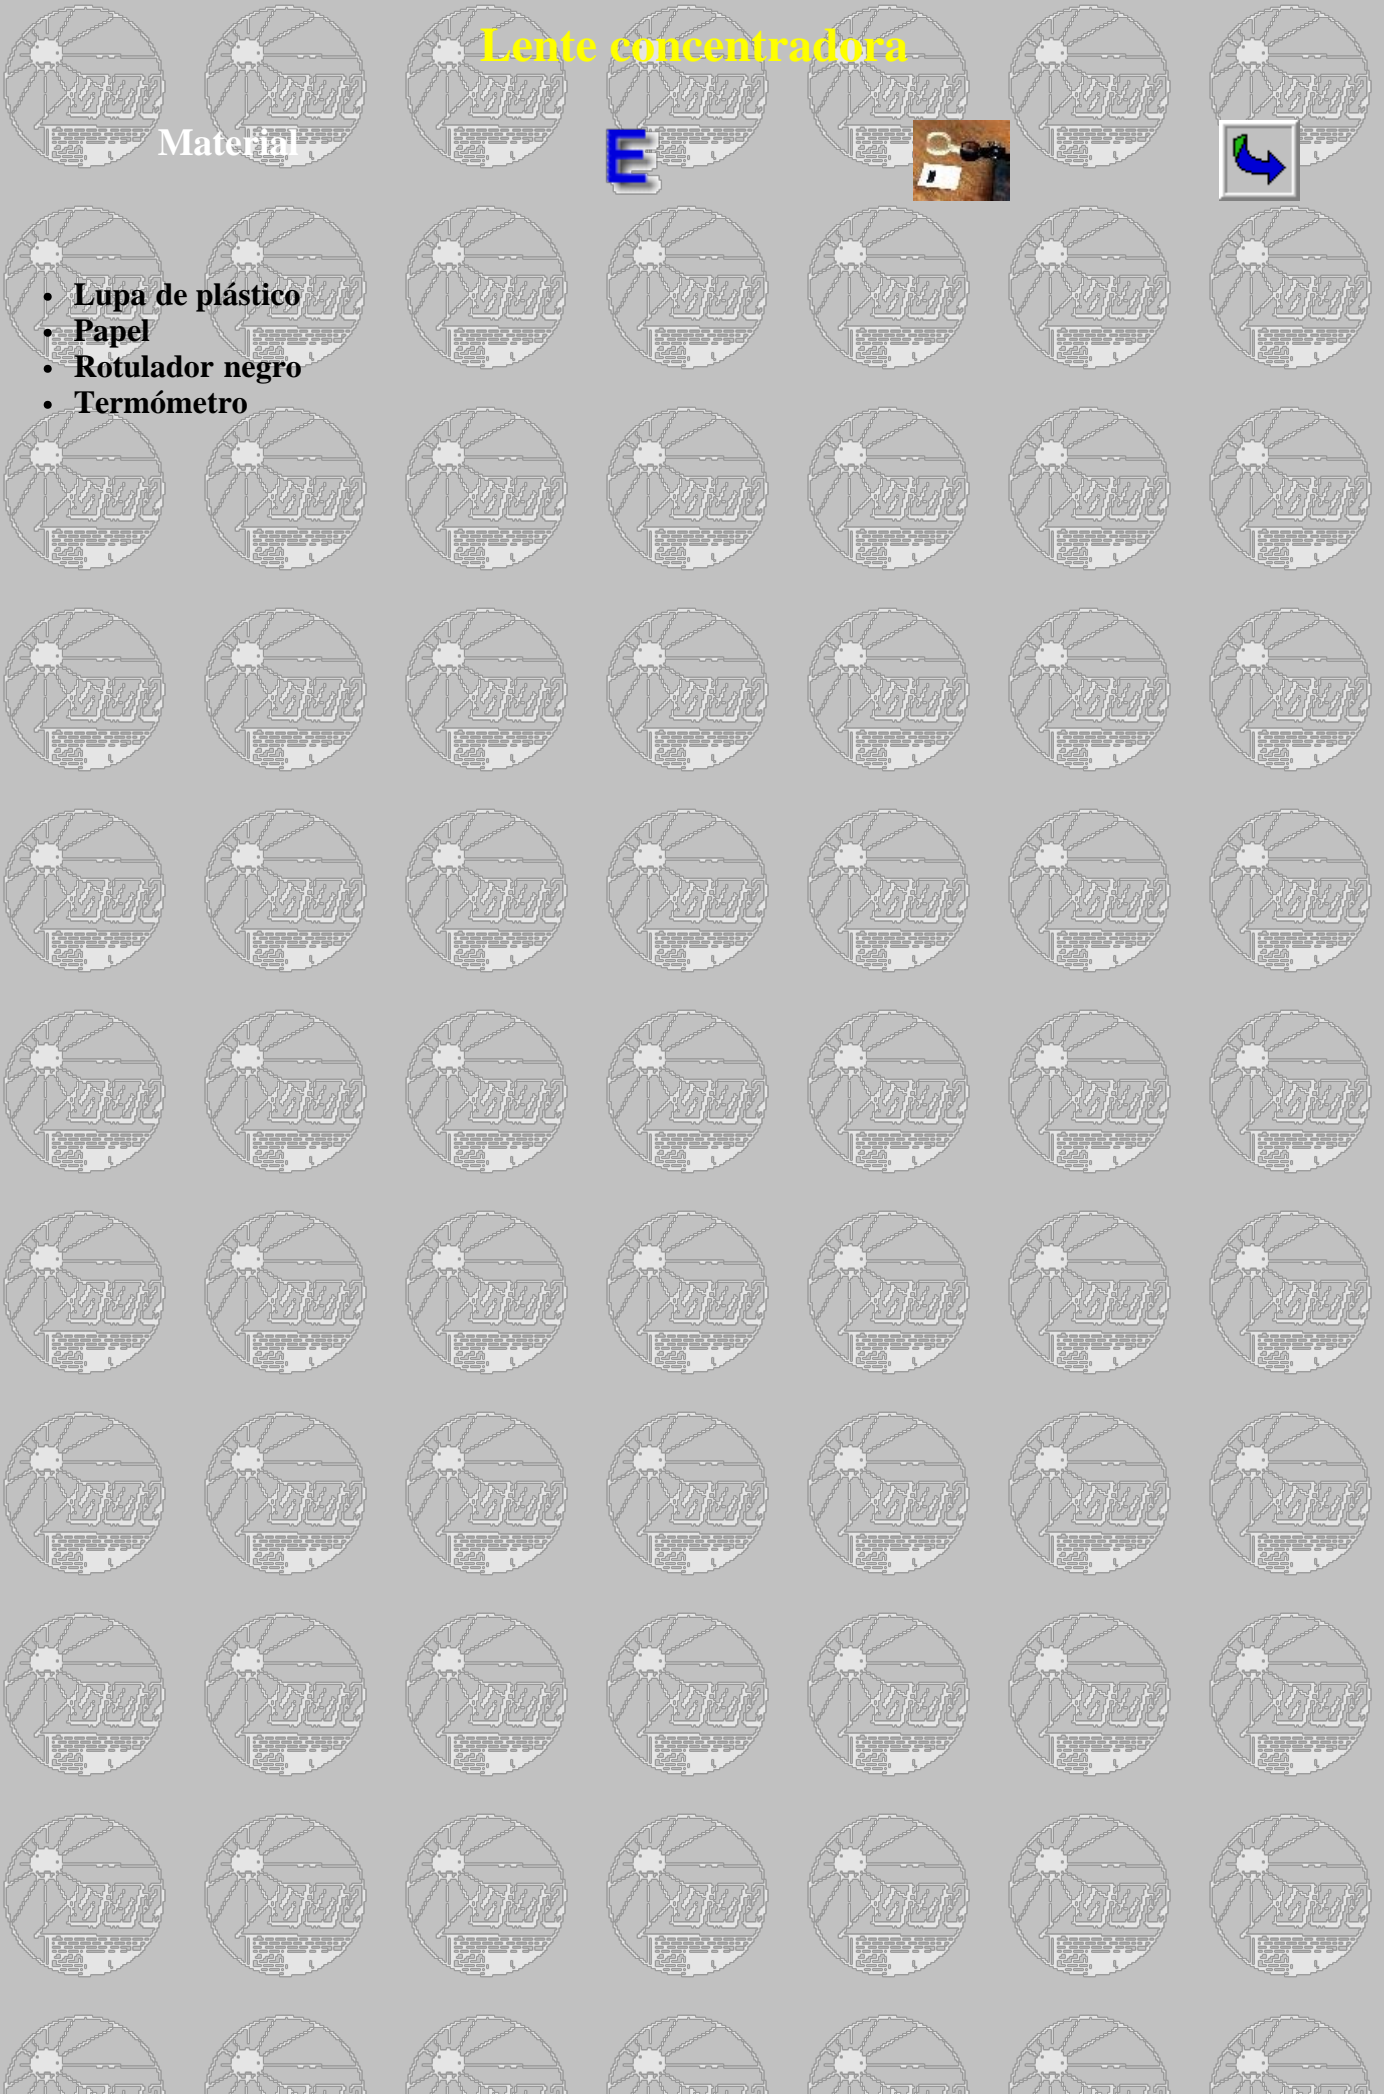 Lente concentradora
Material
E
Lupa de plástico
Papel
Rotulador negro
Termómetro